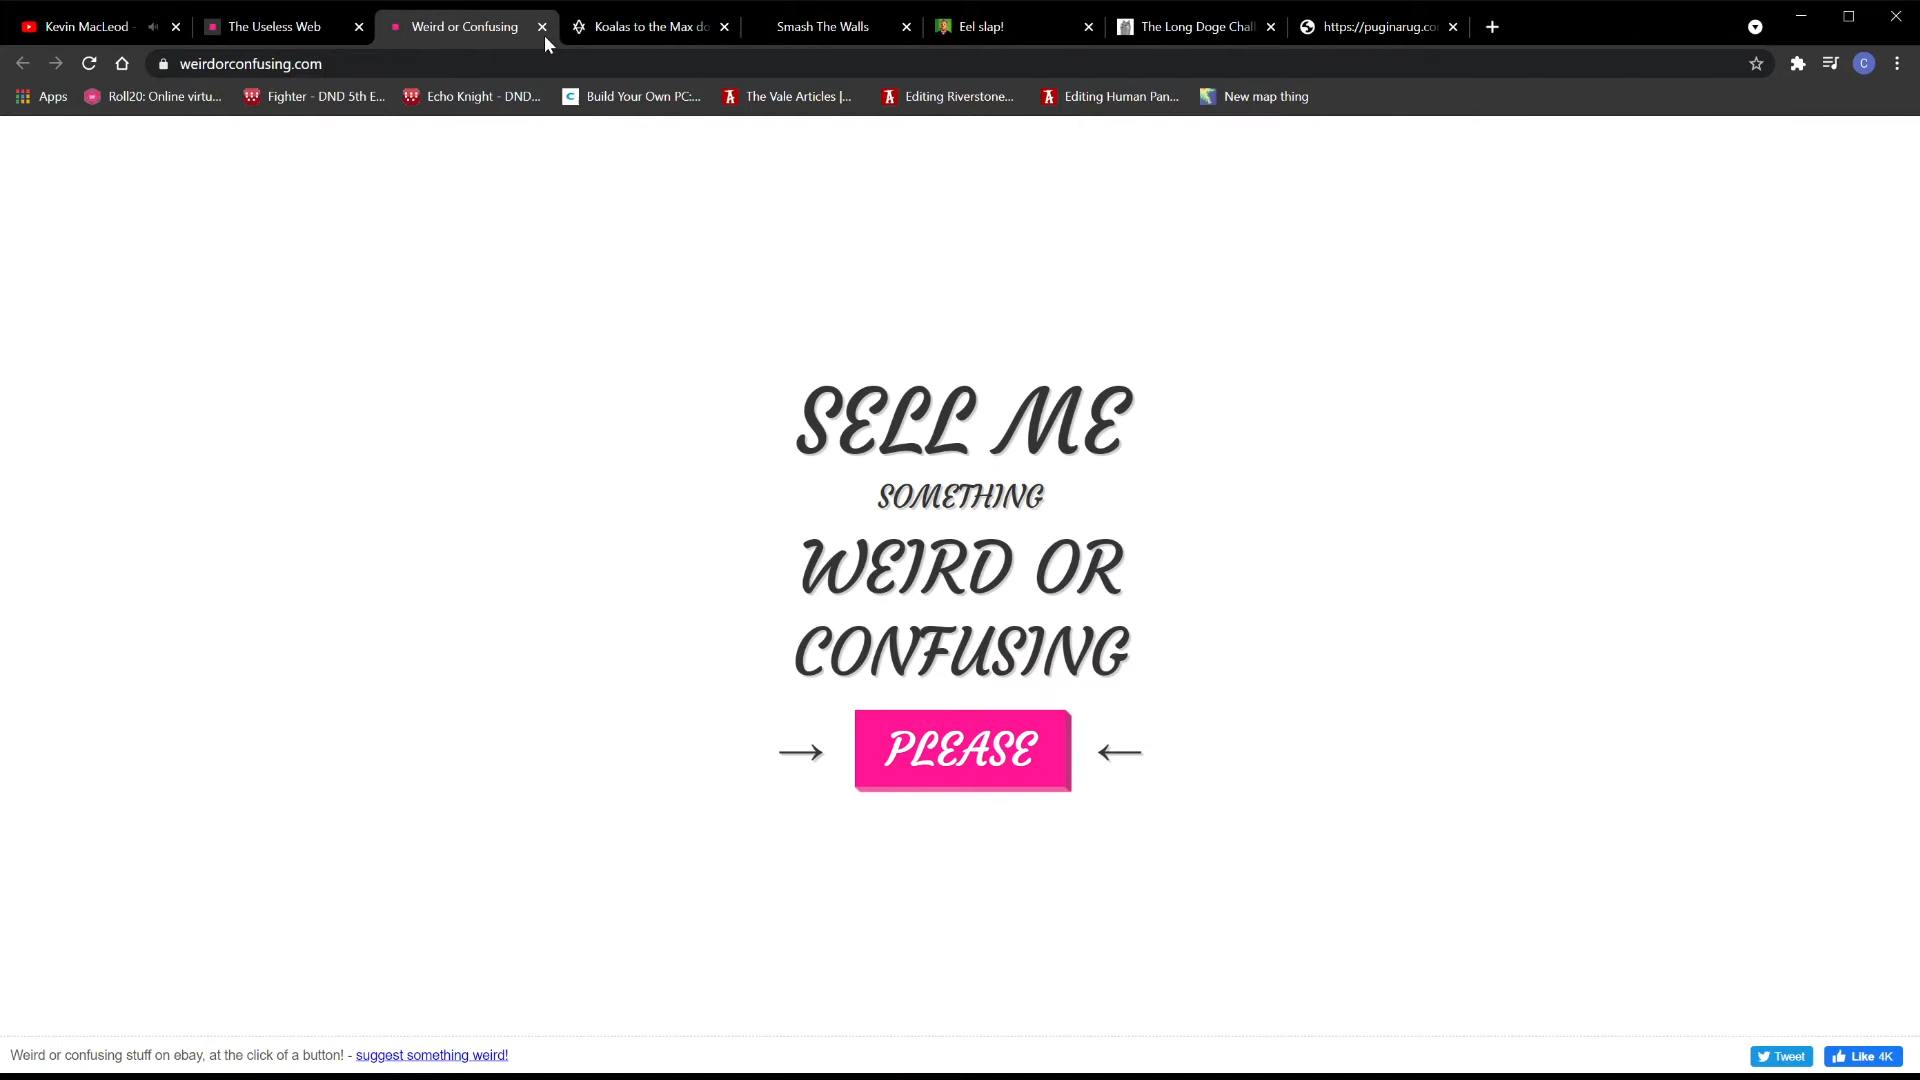 Kevin MacLeod -
The Useless Web
Weird or Confusing
Koalas to the Max do
Smash The Walls
Eel slap!
The Long Doge Chall
https://puginarug.co
weirdorconfusing.com
C
Apps
Roll20: Online virtu...
Fighter - DND 5th E...
Echo Knight - DND...
C
Build Your Own PC:...
The Vale Articles |...
Editing Riverstone...
Editing Human Pan...
New map thing
SELL ME
SOMETHING
WEIRD OR
CONFUSING
→ PLEASE ←
Weird or confusing stuff on ebay, at the click of a button! - suggest something weird!
Tweet
Like 4K